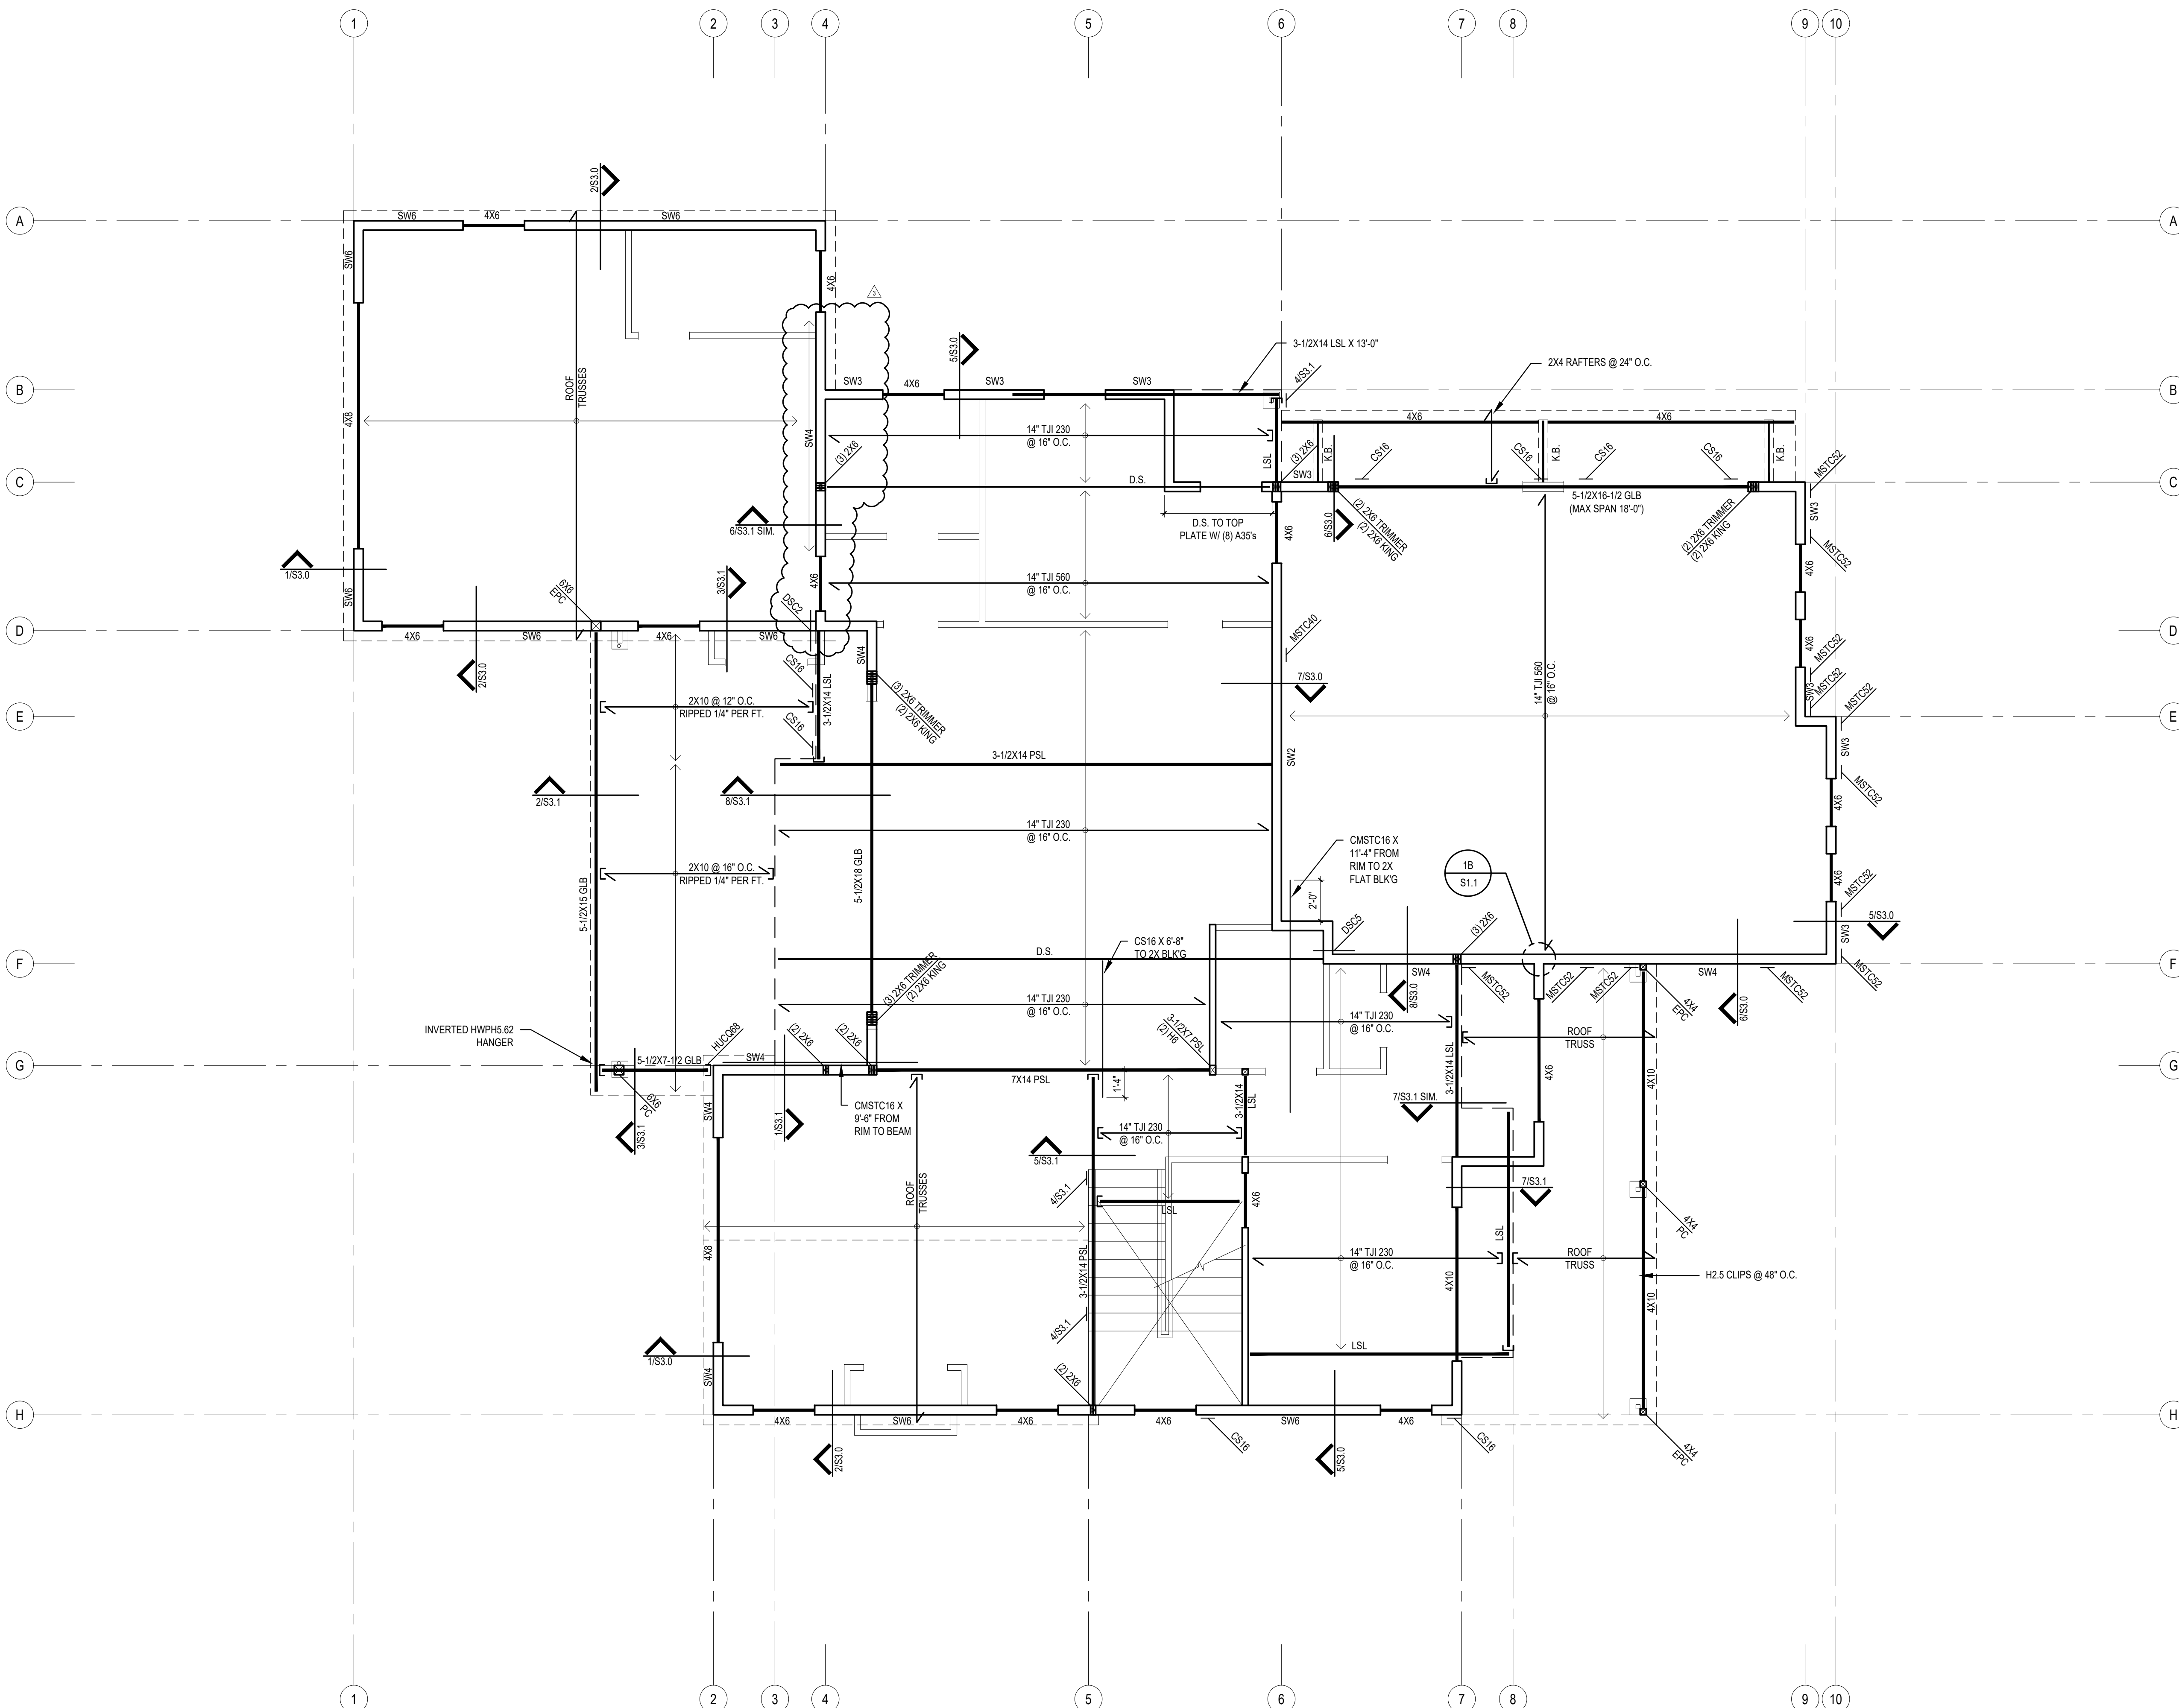 1
2
3
4
5
6
7
8
9
10
2/S3.0
A
SW6
4X6
SW6
A
SW6
4X6
3
ROOF
TRUSSES
5/S3.0
3-1/2X14 LSL X 13'-0"
4/S3.1
2X4 RAFTERS @ 24" O.C.
B
SW3
4X6
SW3
SW3
B
4X8
SW4
14" TJI 230
@ 16" O.C.
4X6
4X6
(3) 2X6
LSL
(3) 2X6
SW3
K.B.
CS16
CS16
K.B.
CS16
CS16
K.B.
MSTC52
C
D.S.
C
5-1/2X16-1/2 GLB
(MAX SPAN 18'-0")
SW3
6/S3.1 SIM.
D.S. TO TOP
PLATE W/ (8) A35's
4X6
6/S3.0
(2) 2X6 TRIMMER
(2) 2X6 KING
(2) 2X6 TRIMMER
(2) 2X6 KING
MSTC52
1/S3.0
4X6
SW6
6X6
EPC
3/S3.1
4X6
DSC2
14" TJI 560
@ 16" O.C.
4X6
D
4X6
SW6
4X6
SW6
MSTC40
4X6
D
2/S3.0
SW4
CS16
3-1/2X14 LSL
(3) 2X6 TRIMMER
(2) 2X6 KING
7/S3.0
14" TJI 560
@ 16" O.C.
MSTC52
SW3
MSTC52
MSTC52
E
2X10 @ 12" O.C.
RIPPED 1/4" PER FT.
CS16
E
SW3
3-1/2X14 PSL
SW2
MSTC52
2/S3.1
8/S3.1
4X6
14" TJI 230
@ 16" O.C.
CMSTC16 X
11'-4" FROM
RIM TO 2X
FLAT BLK'G
1B
S1.1
2X10 @ 16" O.C.
RIPPED 1/4" PER FT.
5-1/2X15 GLB
5-1/2X18 GLB
2'-0"
4X6
MSTC52
5/S3.0
DSC5
(3) 2X6
SW3
CS16 X 6'-8"
TO 2X BLK'G
F
D.S.
F
SW4
MSTC52
MSTC52
MSTC52
SW4
MSTC52
MSTC52
8/S3.0
4X4
EPC
6/S3.0
(3) 2X6 TRIMMER
(2) 2X6 KING
14" TJI 230
@ 16" O.C.
14" TJI 230
@ 16" O.C.
ROOF
TRUSS
INVERTED HWPH5.62
HANGER
HUCQ68
(2) 2X6
(2) 2X6
3-1/2X7 PSL
(2) H6
G
5-1/2X7-1/2 GLB
SW4
3-1/2X14 LSL
4X6
4X10
G
7X14 PSL
1'-4"
6X6
PC
3/S3.1
SW4
1/S3.1
CMSTC16 X
9'-6" FROM
RIM TO BEAM
3-1/2X14
LSL
7/S3.1 SIM.
14" TJI 230
@ 16" O.C.
5/S3.1
4/S3.1
7/S3.1
ROOF
TRUSSES
LSL
4X6
4X4
PC
4X8
3-1/2X14 PSL
14" TJI 230
@ 16" O.C.
4X10
LSL
ROOF
TRUSS
H2.5 CLIPS @ 48" O.C.
4X10
4/S3.1
1/S3.0
LSL
SW4
(2) 2X6
H
4X6
SW6
4X6
4X6
SW6
4X6
H
CS16
CS16
4X4
EPC
2/S3.0
5/S3.0
1
2
3
4
5
6
7
8
9
10